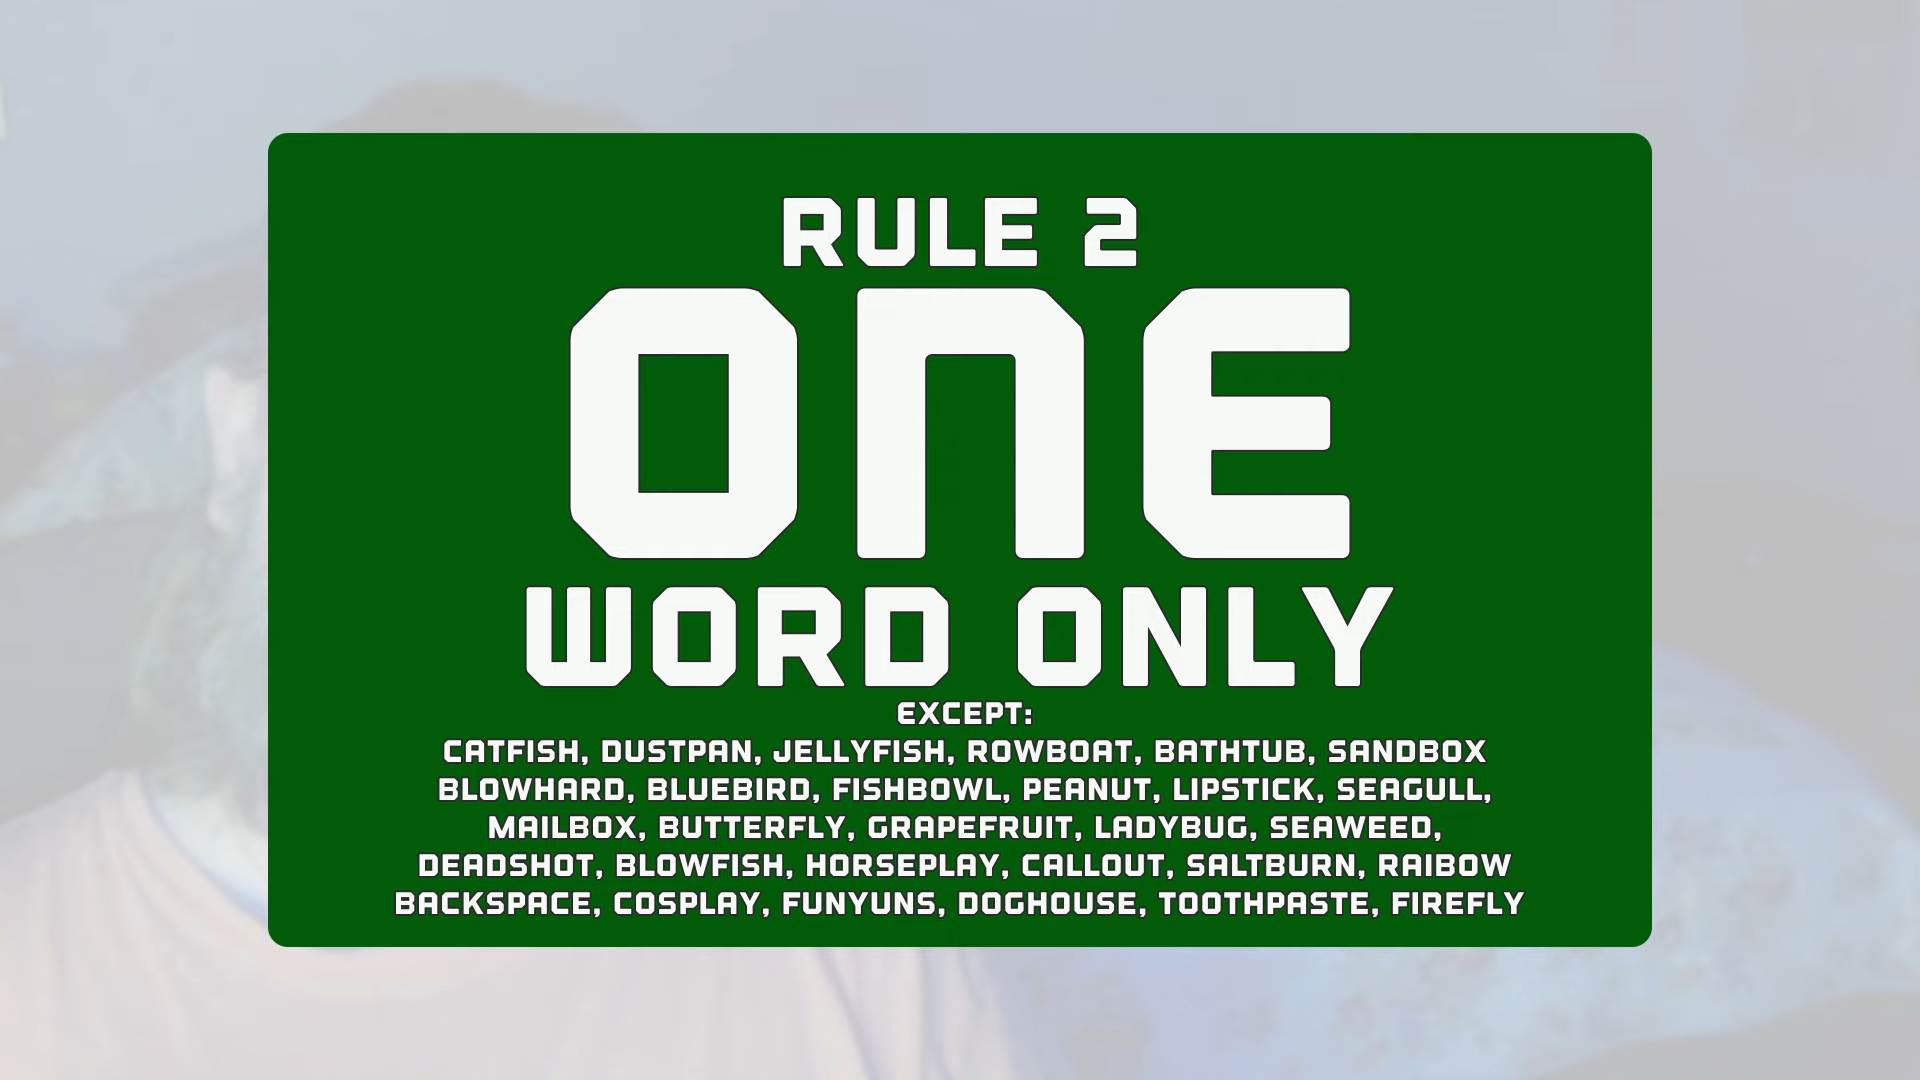 RULE 2
ONE
WORD ONLY
EXCEPT:
CATFISH, DUSTPAN, JELLYFISH, ROWBOAT, BATHTUB, SANDBOX
BLOWHARD, BLUEBIRD, FISHBOWL, PEANUT, LIPSTICK, SEAGULL,
MAILBOX, BUTTERFLY, GRAPEFRUIT, LADYBUG, SEAWEED,
DEADSHOT, BLOWFISH, HORSEPLAY, CALLOUT, SALTBURN, RAIBOW
BACKSPACE, COSPLAY, FUNYUNS, DOGHOUSE, TOOTHPASTE, FIREFLY